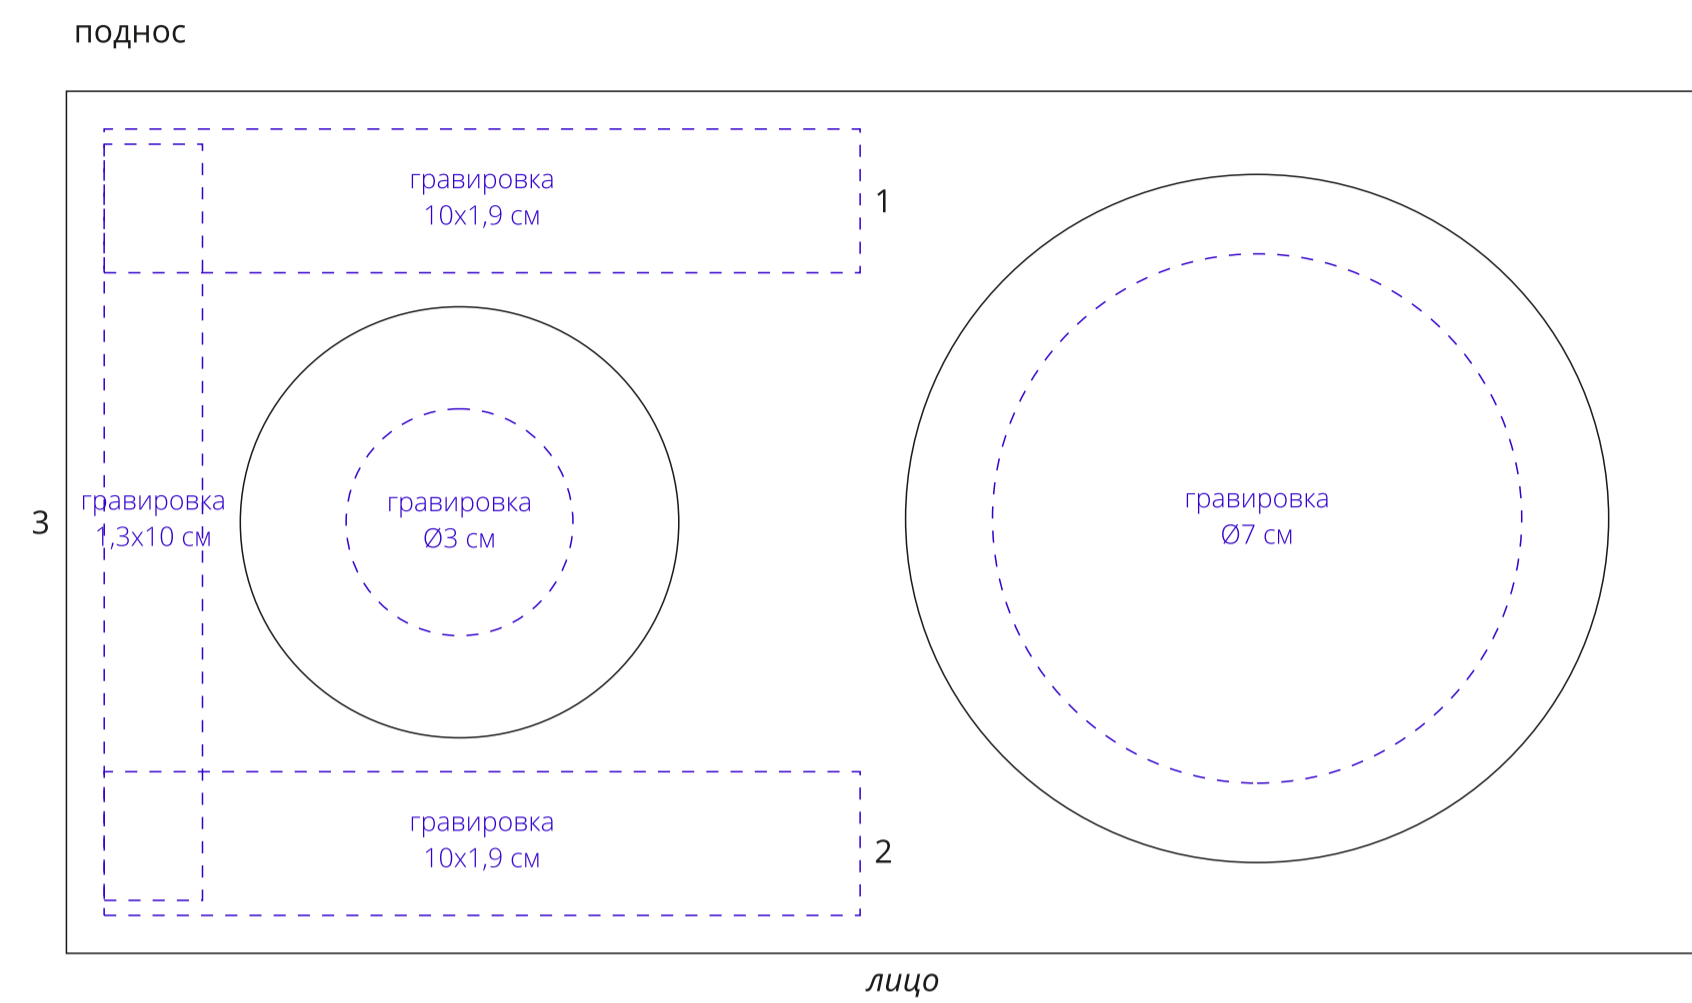 поднос
гравировка
10х1,9 см
1
3
гравировка
1,3х10 см
гравировка
Ø3 см
гравировка
Ø7 см
гравировка
10х1,9 см
2
лицо